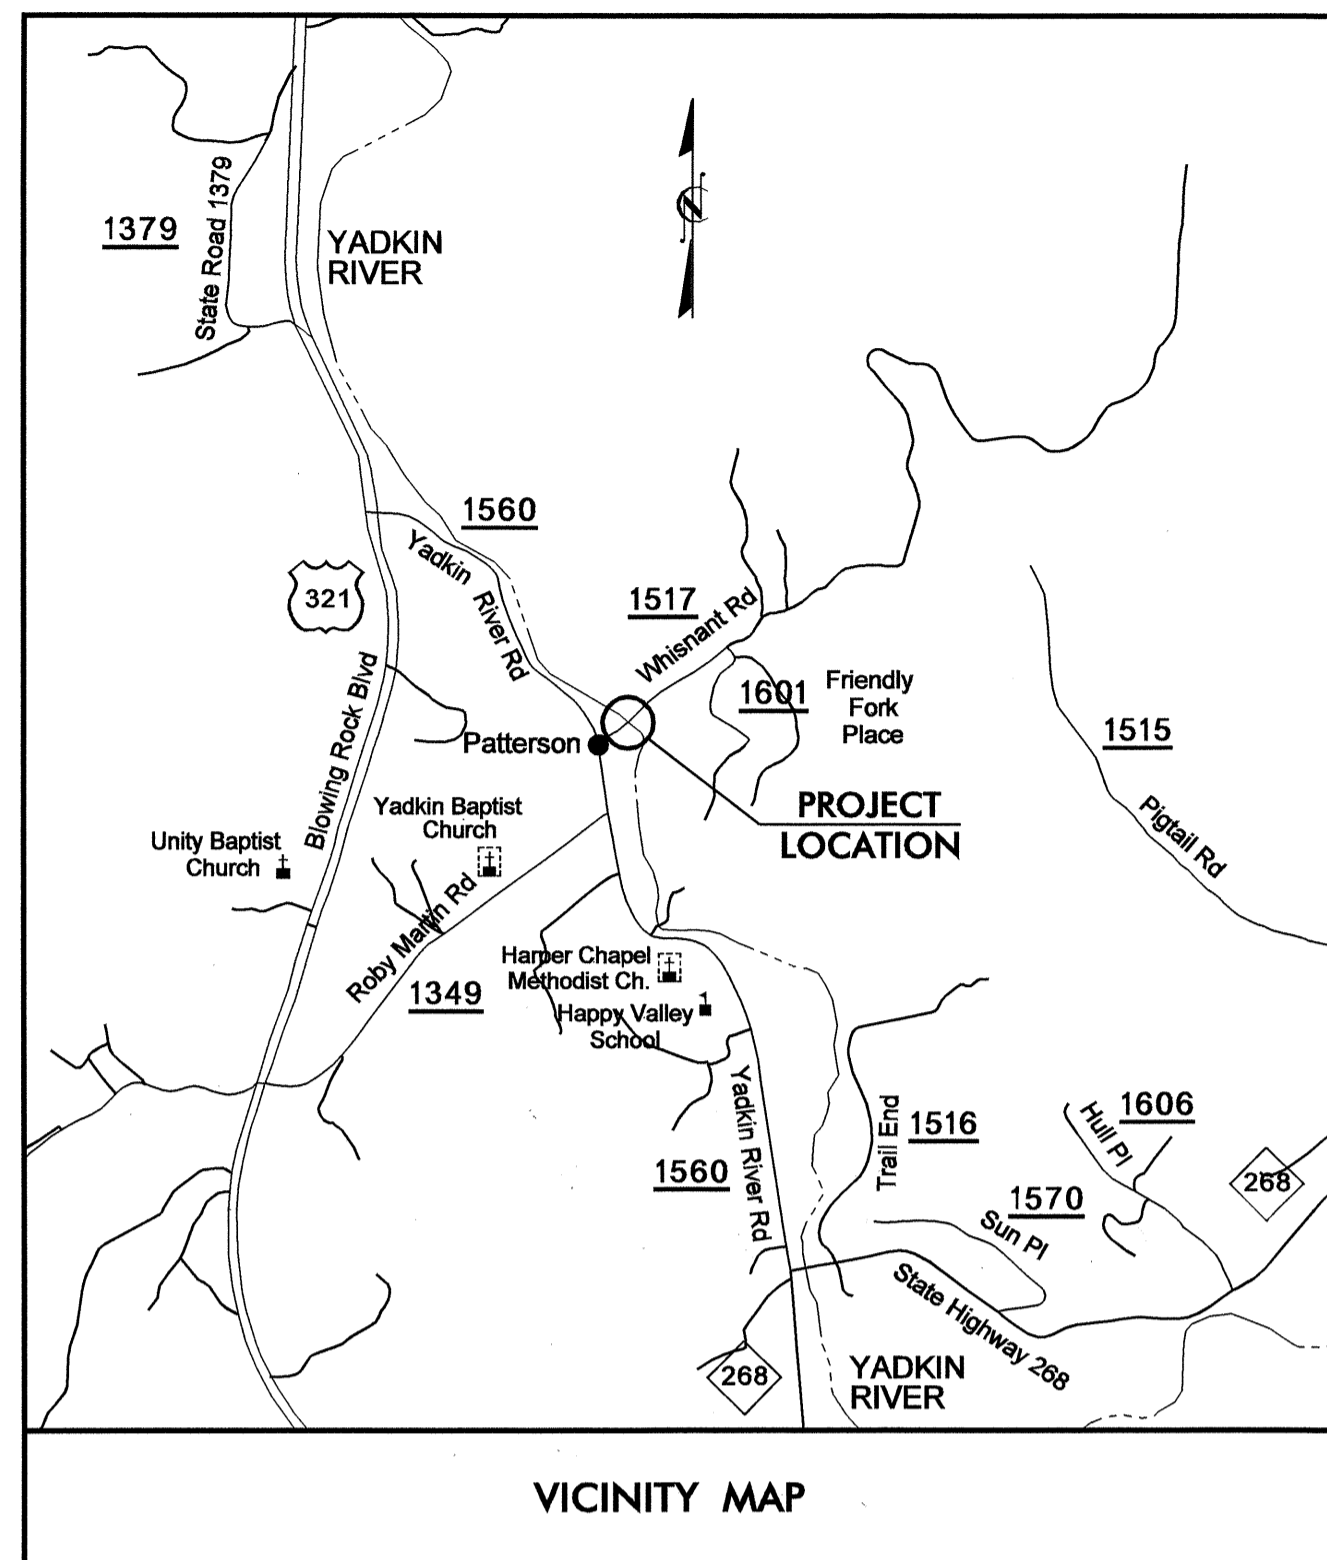 1379
State Road 1379
YADKIN
RIVER
N
1560
Yadkin River Rd
321
1517
Whisnant Rd
1601
Friendly
Fork
Place
1515
Pigtail Rd
Patterson
PROJECT
LOCATION
Blowing Rock Blvd
Unity Baptist
Church
Yadkin Baptist
Church
Roby Martin Rd
1349
Harper Chapel
Methodist Ch.
Happy Valley
School
Yadkin River Rd
1560
Trail End
1516
Hull Pl
1606
1570
Sun Pl
268
State Highway 268
268
YADKIN
RIVER
VICINITY MAP